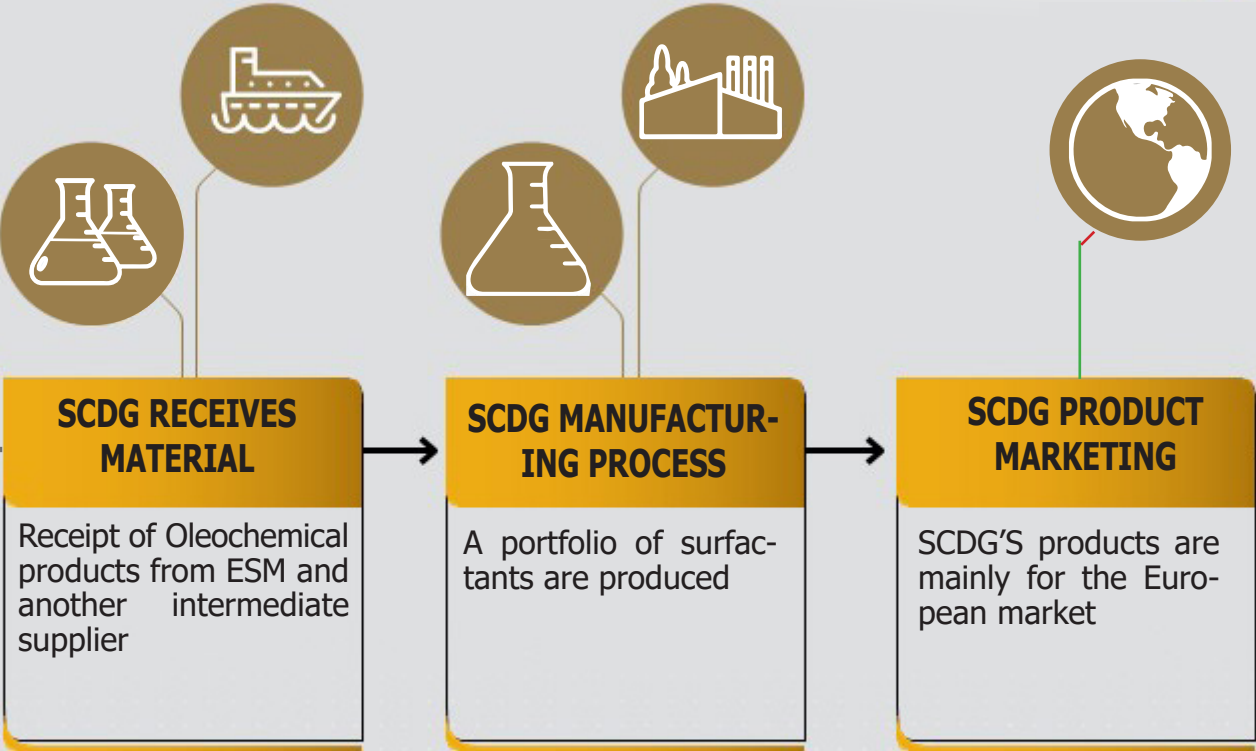 SCDG RECEIVES
MATERIAL
Receipt of Oleochemical
products from ESM and
another intermediate
supplier
SCDG MANUFACTUR-
ING PROCESS
A portfolio of surfac-
tants are produced
SCDG PRODUCT
MARKETING
SCDG’S products are
mainly for the Euro-
pean market